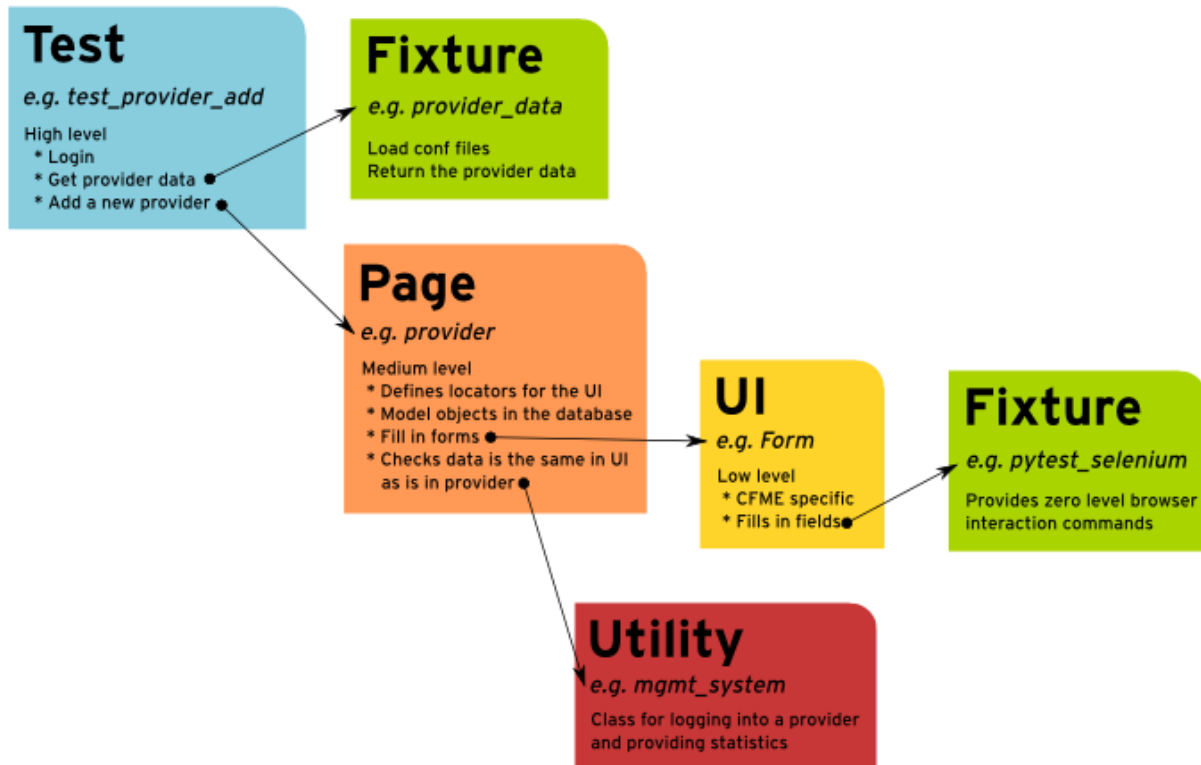 Test
e.g. test_provider_add
High level
* Login
* Get provider data
* Add a new provider
Fixture
e.g. provider_data
Load conf files
Return the provider data
Page
e.g. provider
Medium level
* Defines locators for the UI
* Model objects in the database
* Fill in forms
* Checks data is the same in UI
as is in provider
UI
e.g. Form
Low level
* CFME specific
* Fills in fields
Fixture
e.g. pytest_selenium
Provides zero level browser
interaction commands
Utility
e.g. mgmt_system
Class for logging into a provider
and providing statistics